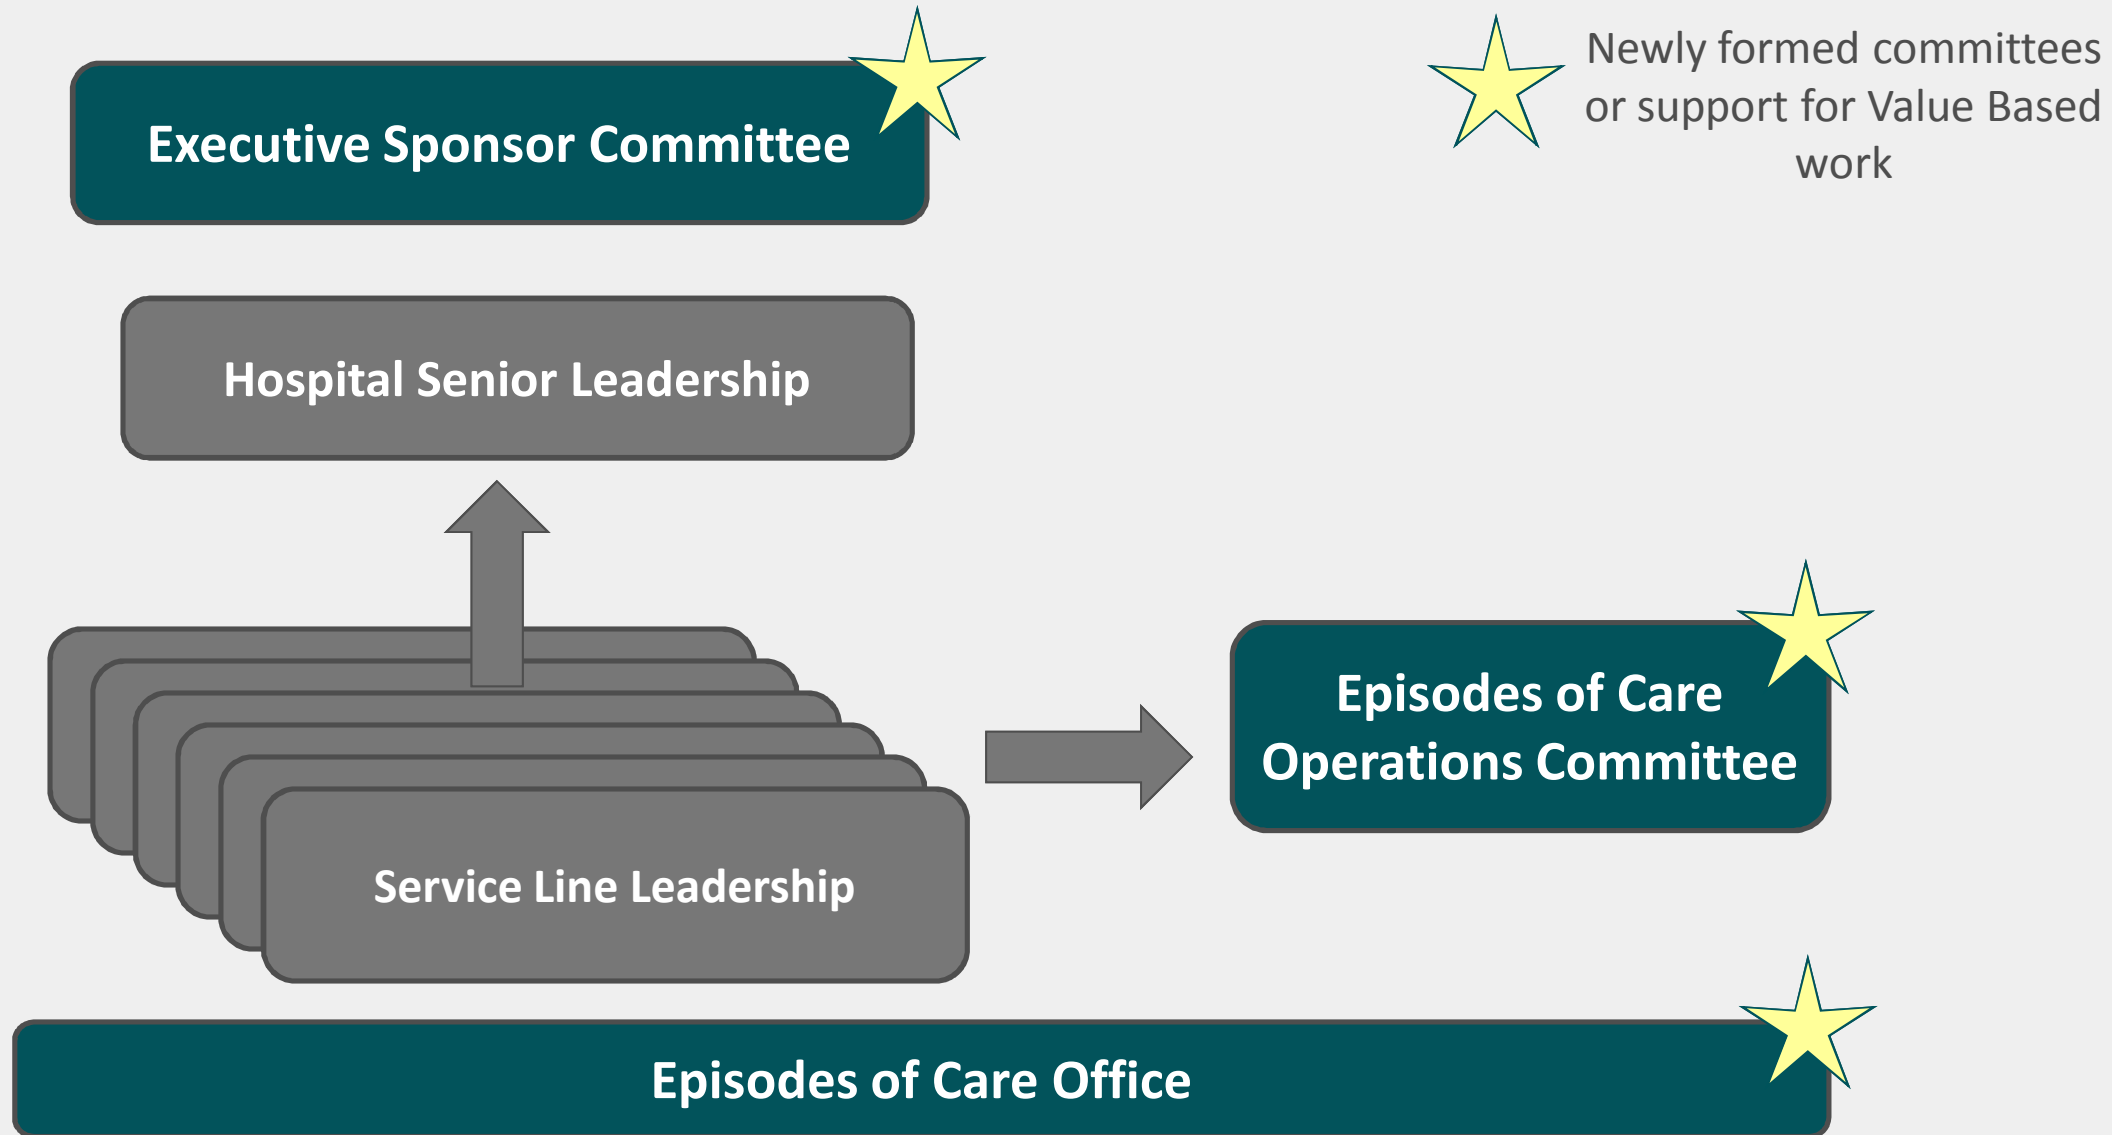 Executive Sponsor Committee
Newly formed committees
or support for Value Based
work
Hospital Senior Leadership
Episodes of Care
Operations Committee
Service Line Leadership
Episodes of Care Office